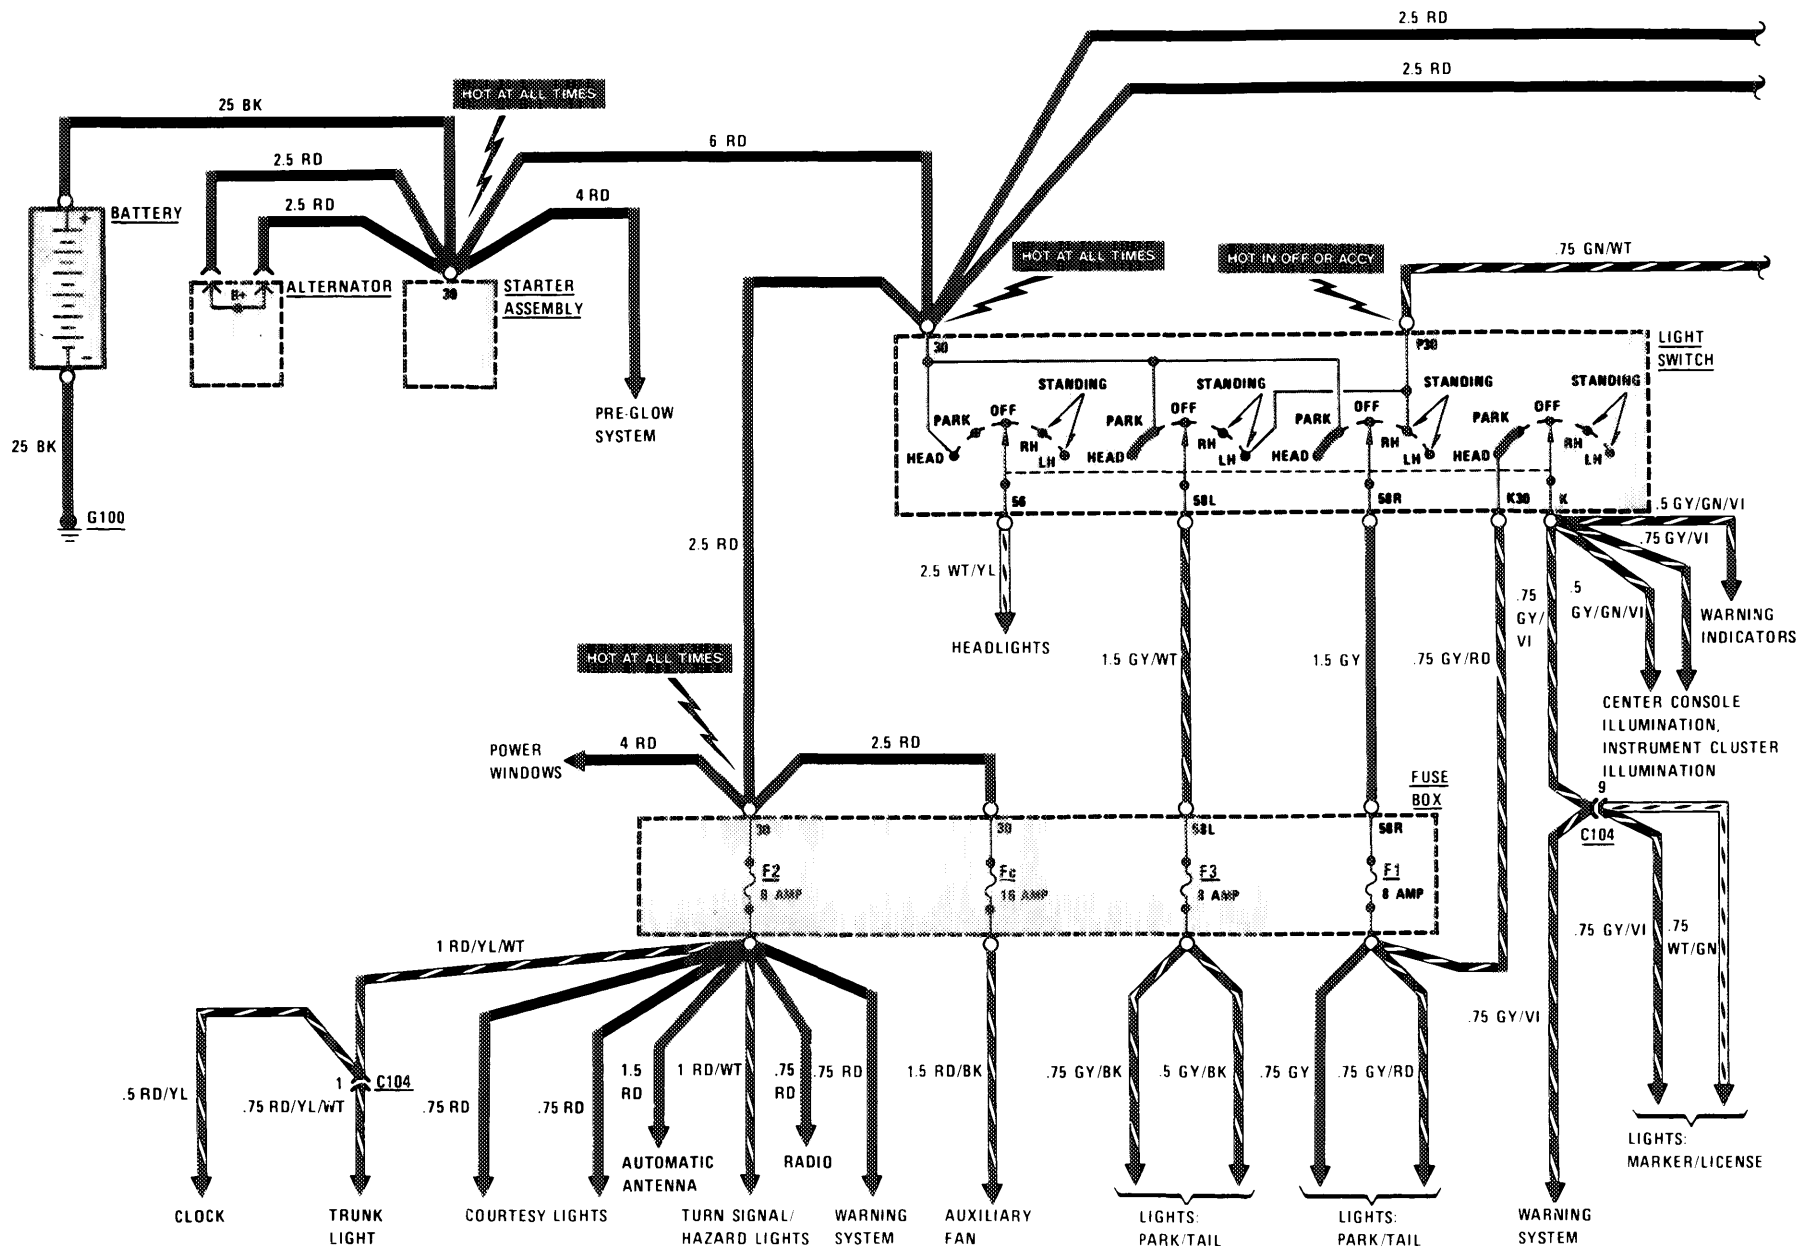 2.5 RD
2.5 RD
HOT AT ALL TIMES
25 BK
6 RD
2.5 RD
4 RD
2.5 RD
BATTERY
+
-
HOT AT ALL TIMES
HOT IN OFF OR ACCY
.75 GN/WT
B+
ALTERNATOR
30
STARTER
ASSEMBLY
30
P30
LIGHT
SWITCH
STANDING
STANDING
STANDING
STANDING
PARK
OFF
PARK
OFF
PARK
OFF
PARK
OFF
PRE-GLOW
SYSTEM
25 BK
HEAD
RH
LH
HEAD
RH
LH
HEAD
RH
LH
HEAD
RH
LH
56
58L
58R
K30
K
.5 GY/GN/VI
G100
.75 GY/VI
2.5 RD
2.5 WT/YL
.75
GY/
VI
.5
GY/GN/VI
WARNING
INDICATORS
HEADLIGHTS
1.5 GY/WT
1.5 GY
.75 GY/RD
HOT AT ALL TIMES
CENTER CONSOLE
ILLUMINATION,
INSTRUMENT CLUSTER
ILLUMINATION
POWER
WINDOWS
4 RD
2.5 RD
FUSE
BOX
9
C104
30
30
58L
58R
F2
8 AMP
Fc
16 AMP
F3
8 AMP
F1
8 AMP
1 RD/YL/WT
.75 GY/VI
.75
WT/GN
.75 GY/VI
1
C104
.5 RD/YL
.75 RD/YL/WT
.75 RD
.75 RD
1.5
RD
1 RD/WT
.75
RD
.75 RD
1.5 RD/BK
.75 GY/BK
.5 GY/BK
.75 GY
.75 GY/RD
AUTOMATIC
ANTENNA
RADIO
LIGHTS:
MARKER/LICENSE
CLOCK
TRUNK
LIGHT
COURTESY LIGHTS
TURN SIGNAL/
HAZARD LIGHTS
WARNING
SYSTEM
AUXILIARY
FAN
LIGHTS:
PARK/TAIL
LIGHTS:
PARK/TAIL
WARNING
SYSTEM